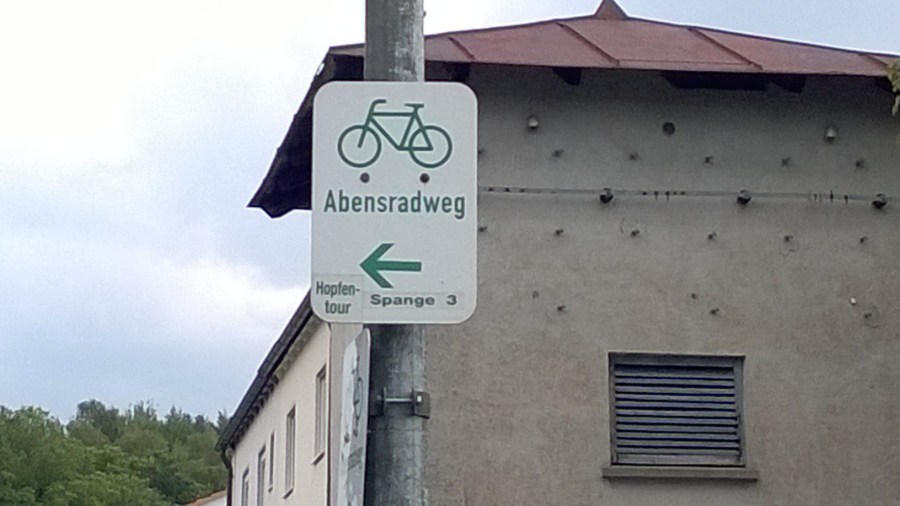 Abensradweg
Hopfen-
tour
Spange 3